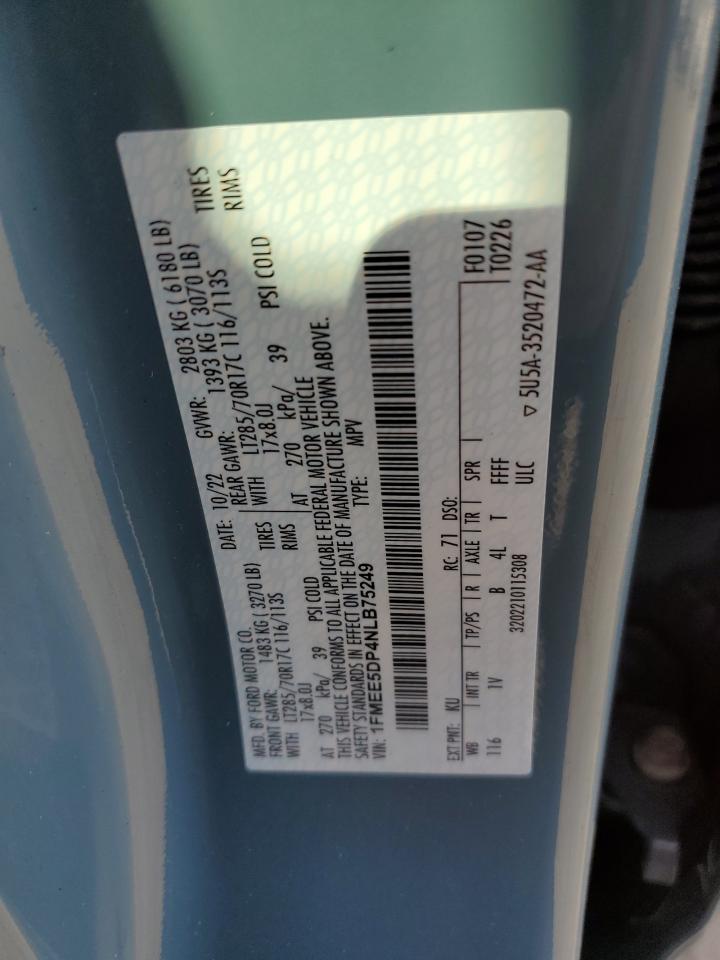 MFD. BY FORD MOTOR CO.
DATE: 10/22 GVWR: 2803 KG ( 6180 LB)
FRONT GAWR: 1483 KG ( 3270 LB)
REAR GAWR: 1393 KG ( 3070 LB)
WITH LT285/70R17C 116/113S TIRES
WITH LT285/70R17C 116/113S TIRES
17x8.0J RIMS
17x8.0J RIMS
AT 270 kPa/ 39 PSI COLD
AT 270 kPa/ 39 PSI COLD
THIS VEHICLE CONFORMS TO ALL APPLICABLE FEDERAL MOTOR VEHICLE
SAFETY STANDARDS IN EFFECT ON THE DATE OF MANUFACTURE SHOWN ABOVE.
VIN: 1FMEE5DP4NLB75249 TYPE: MPV
EXT PNT: KU RC: 71 DSO: F0107
WB INT TR TP/PS R AXLE TR SPR T0226
116 1V B 4L T FFFF
3202210115308 ULC ▽ 5U5A-3520472-AA